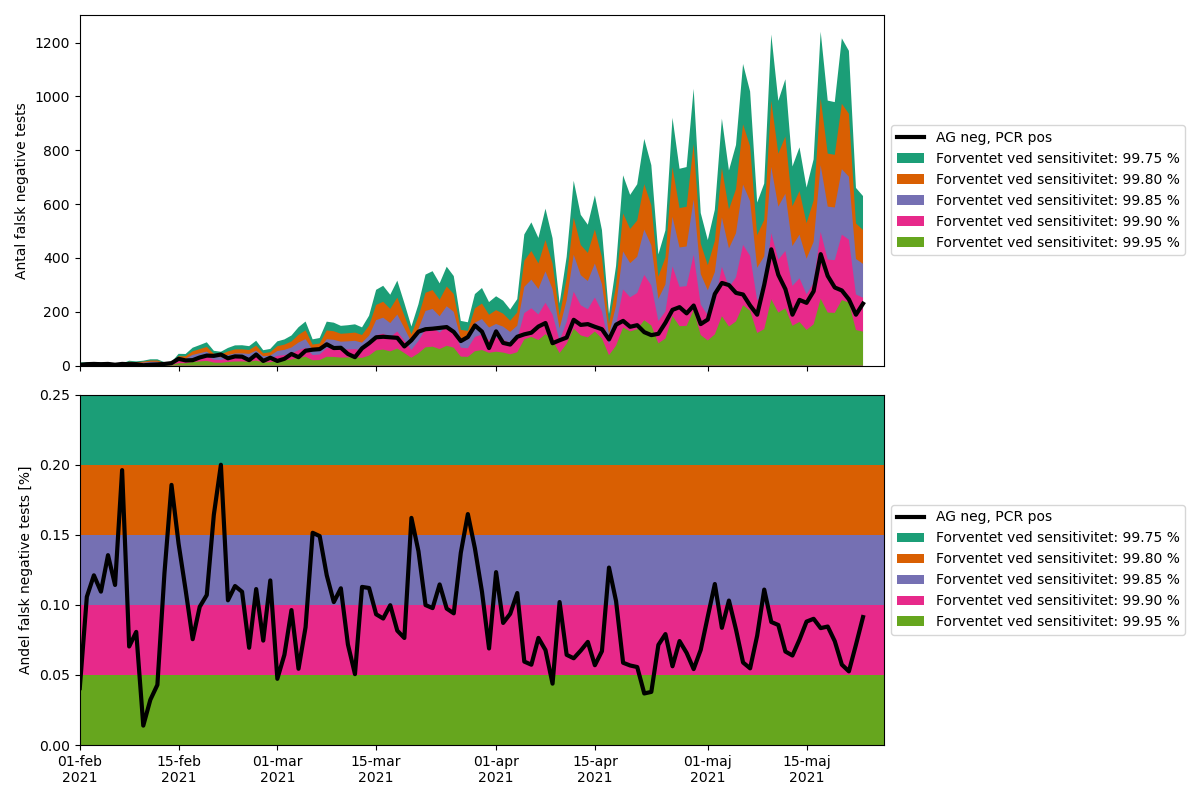 1200
1000
800
600
400
200
0
Antal falsk negative tests
AG neg, PCR pos
Forventet ved sensitivitet: 99.75 %
Forventet ved sensitivitet: 99.80 %
Forventet ved sensitivitet: 99.85 %
Forventet ved sensitivitet: 99.90 %
Forventet ved sensitivitet: 99.95 %
0.25
0.20
0.15
0.10
0.05
0.00
Andel falsk negative tests [%]
AG neg, PCR pos
Forventet ved sensitivitet: 99.75 %
Forventet ved sensitivitet: 99.80 %
Forventet ved sensitivitet: 99.85 %
Forventet ved sensitivitet: 99.90 %
Forventet ved sensitivitet: 99.95 %
01-feb 15-feb 01-mar 15-mar 01-apr 15-apr 01-maj 15-maj
2021 2021 2021 2021 2021 2021 2021 2021